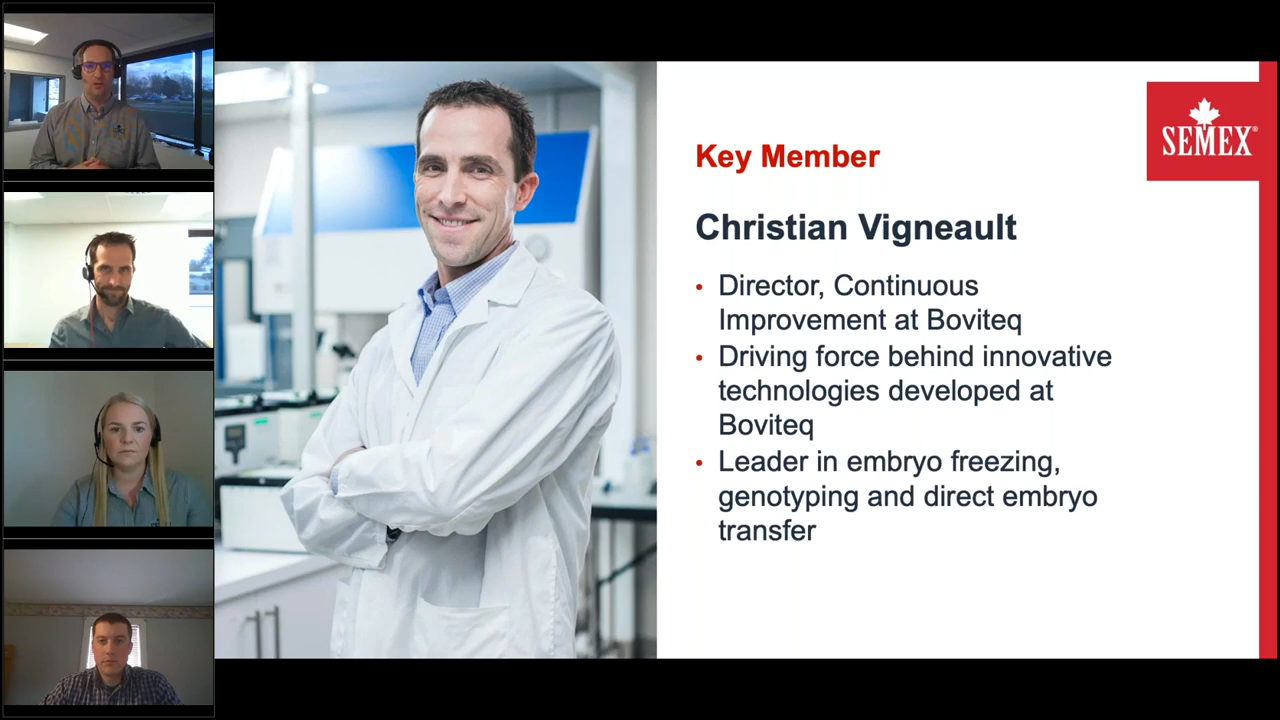 SEMEX®
Key Member
Christian Vigneault
• Director, Continuous
Improvement at Boviteq
• Driving force behind innovative
technologies developed at
Boviteq
• Leader in embryo freezing,
genotyping and direct embryo
transfer